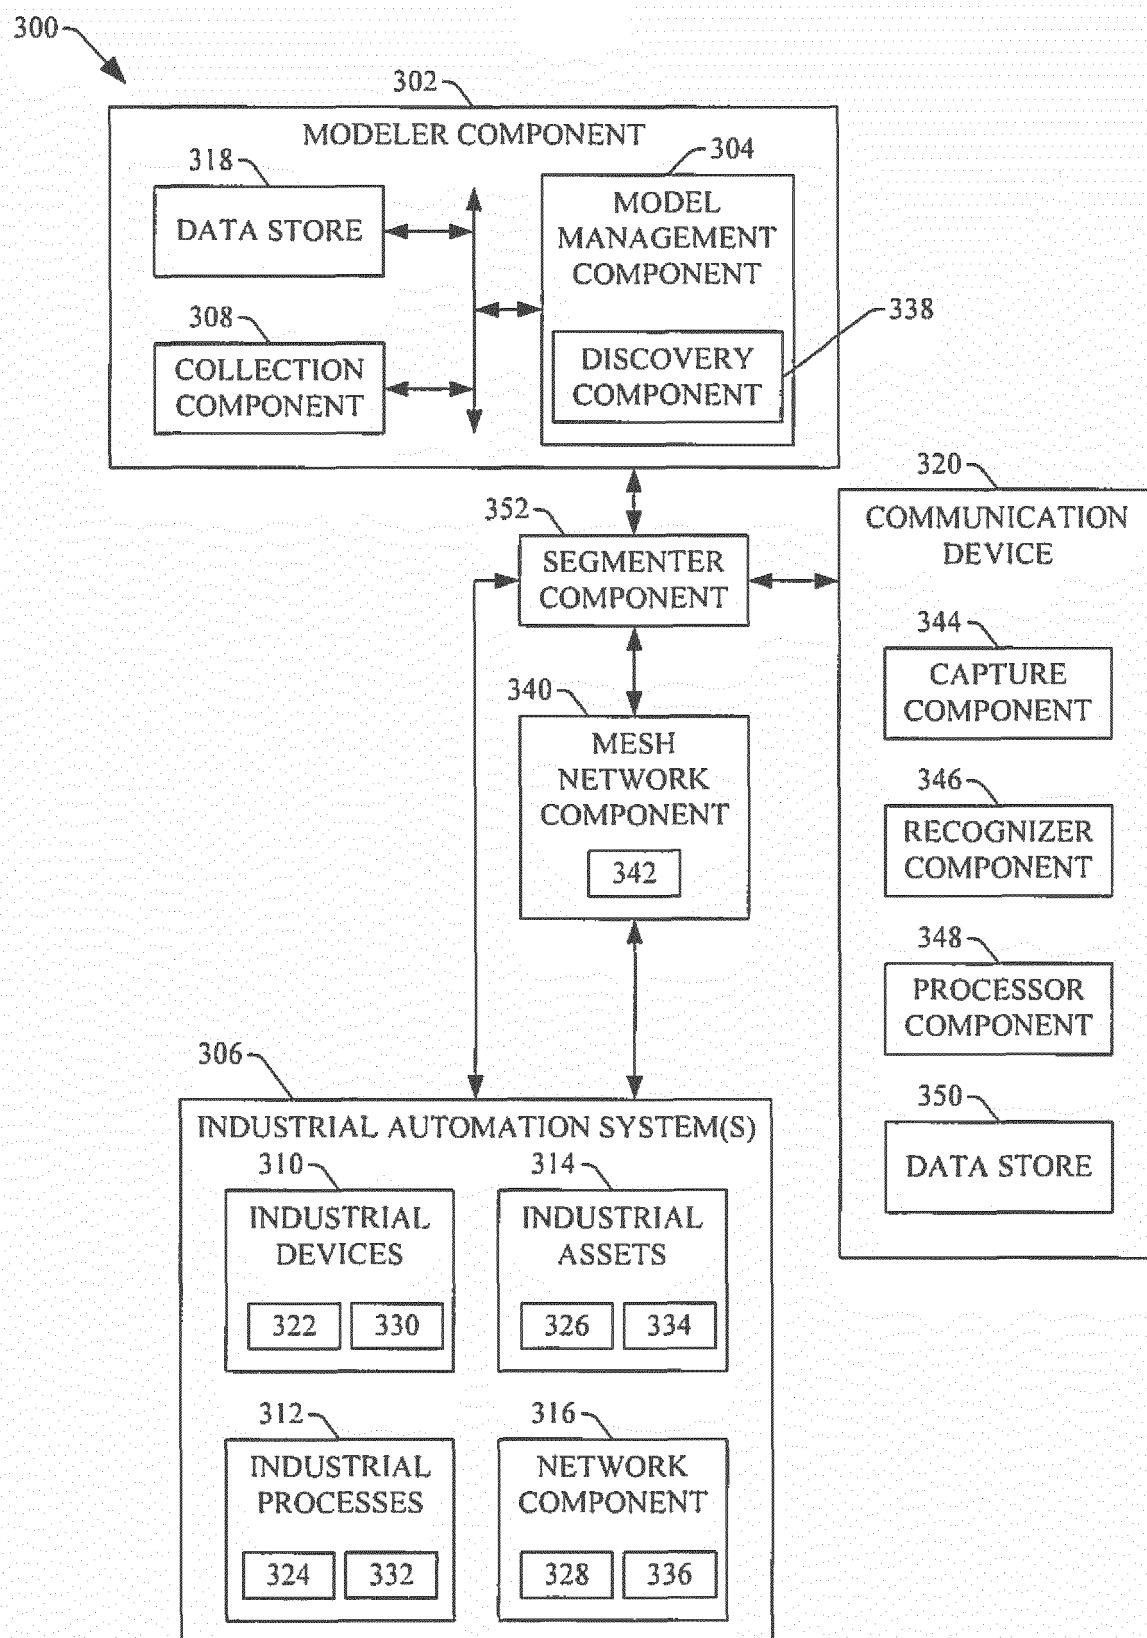 300
302
MODELER COMPONENT
318
DATA STORE
304
MODEL
MANAGEMENT
COMPONENT
308
COLLECTION
COMPONENT
338
DISCOVERY
COMPONENT
352
SEGMENTER
COMPONENT
320
COMMUNICATION
DEVICE
344
CAPTURE
COMPONENT
340
MESH
NETWORK
COMPONENT
342
346
RECOGNIZER
COMPONENT
348
PROCESSOR
COMPONENT
350
DATA STORE
306
INDUSTRIAL AUTOMATION SYSTEM(S)
310
INDUSTRIAL
DEVICES
322 330
314
INDUSTRIAL
ASSETS
326 334
312
INDUSTRIAL
PROCESSES
324 332
316
NETWORK
COMPONENT
328 336